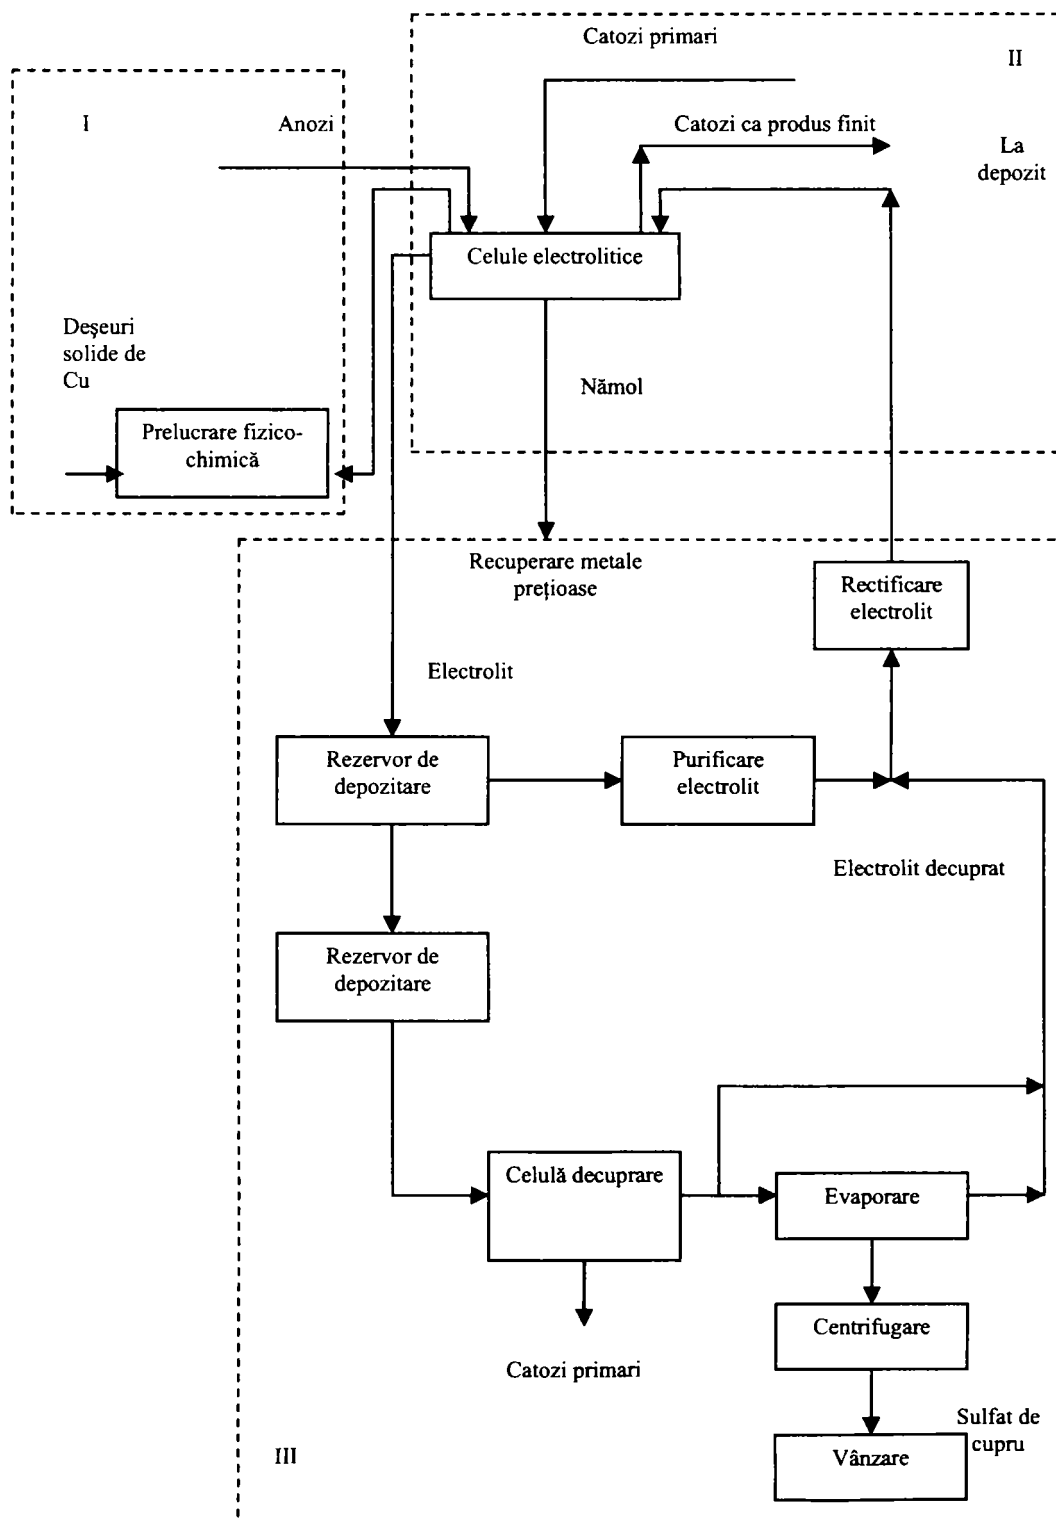 Catozi primari
II
I
Anozi
Catozi ca produs finit
La
depozit
Celule electrolitice
Deşeuri
solide de
Cu
Nămol
Prelucrare fizico-
chimică
Recuperare metale
preţioase
Rectificare
electrolit
Electrolit
Rezervor de
depozitare
Purificare
electrolit
Electrolit decuprat
Rezervor de
depozitare
Celulă decuprare
Evaporare
Centrifugare
Catozi primari
Sulfat de
cupru
III
Vânzare